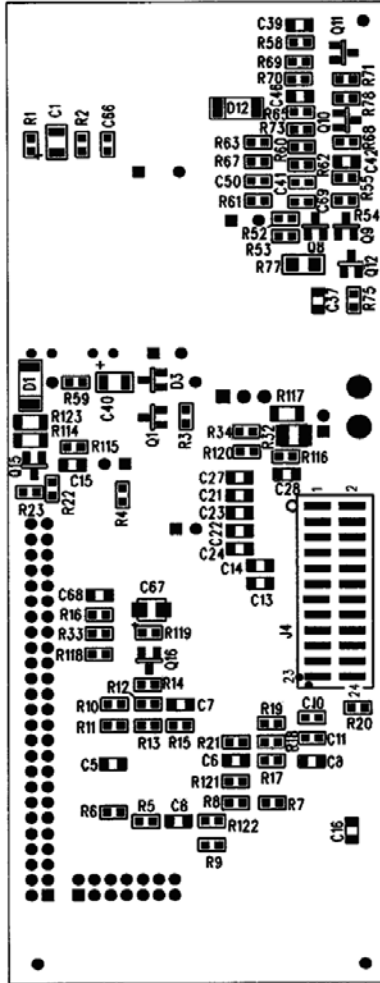 C39
Q11
R58
R69
R70
R71
C46
R78
D12
R65
Q10
R1
C1
R2
C66
R73
R63
R60
R68
R67
R62
C42
C50
C41
R55
R61
C69
R54
R52
R53
Q8
Q9
R77
Q12
C37
R75
D1
R59
C40
D3
R123
R117
R114
Q1
R3
R34
R32
R115
R120
R116
Q15
C15
C27
C28
R23
R22
R4
C21
C23
C22
C24
1
2
C14
C13
C68
C67
R16
R33
R119
J4
R118
Q16
R12
R14
23
24
R10
C7
R19
C10
R20
R11
R13
R15
R21
R18
C11
C5
C6
R17
R121
R6
R5
C8
R8
R7
R122
C16
R9